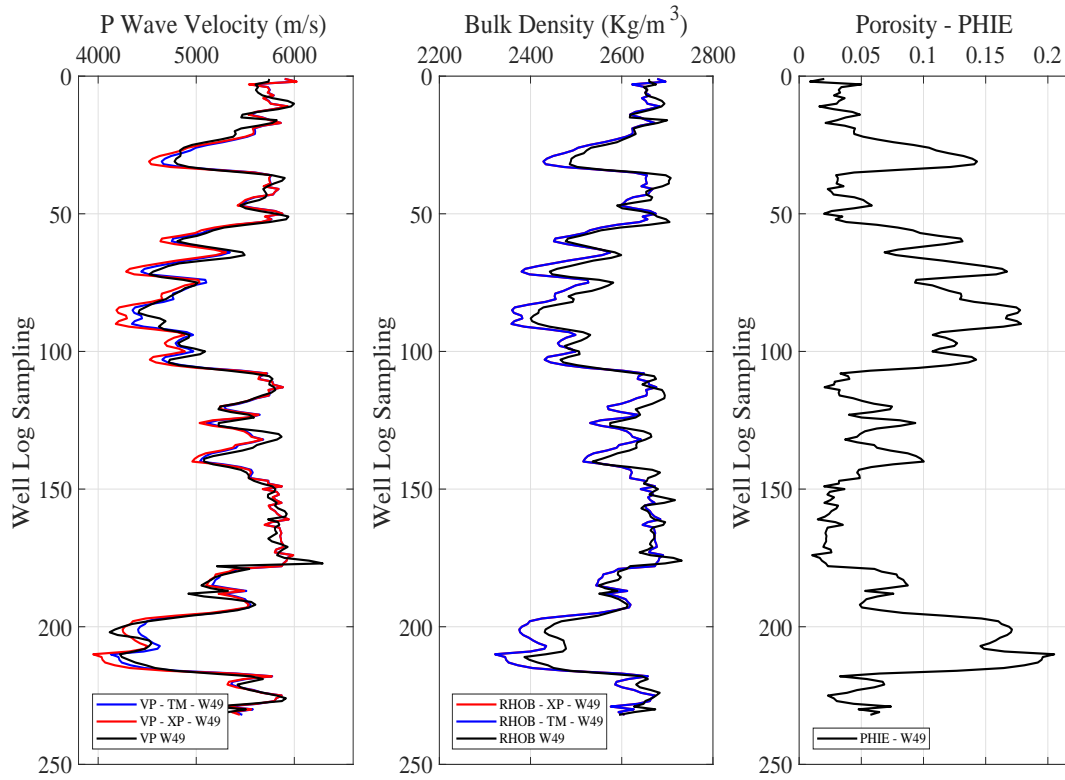 P Wave Velocity (m/s)
4000 5000 6000
0
50
100
150
200
250
Well Log Sampling
VP - TM - W49
VP - XP - W49
VP W49
Bulk Density (Kg/m³)
2200 2400 2600 2800
0
50
100
150
200
250
Well Log Sampling
RHOB - XP - W49
RHOB - TM - W49
RHOB W49
Porosity - PHIE
0 0.05 0.1 0.15 0.2
0
50
100
150
200
250
Well Log Sampling
PHIE - W49